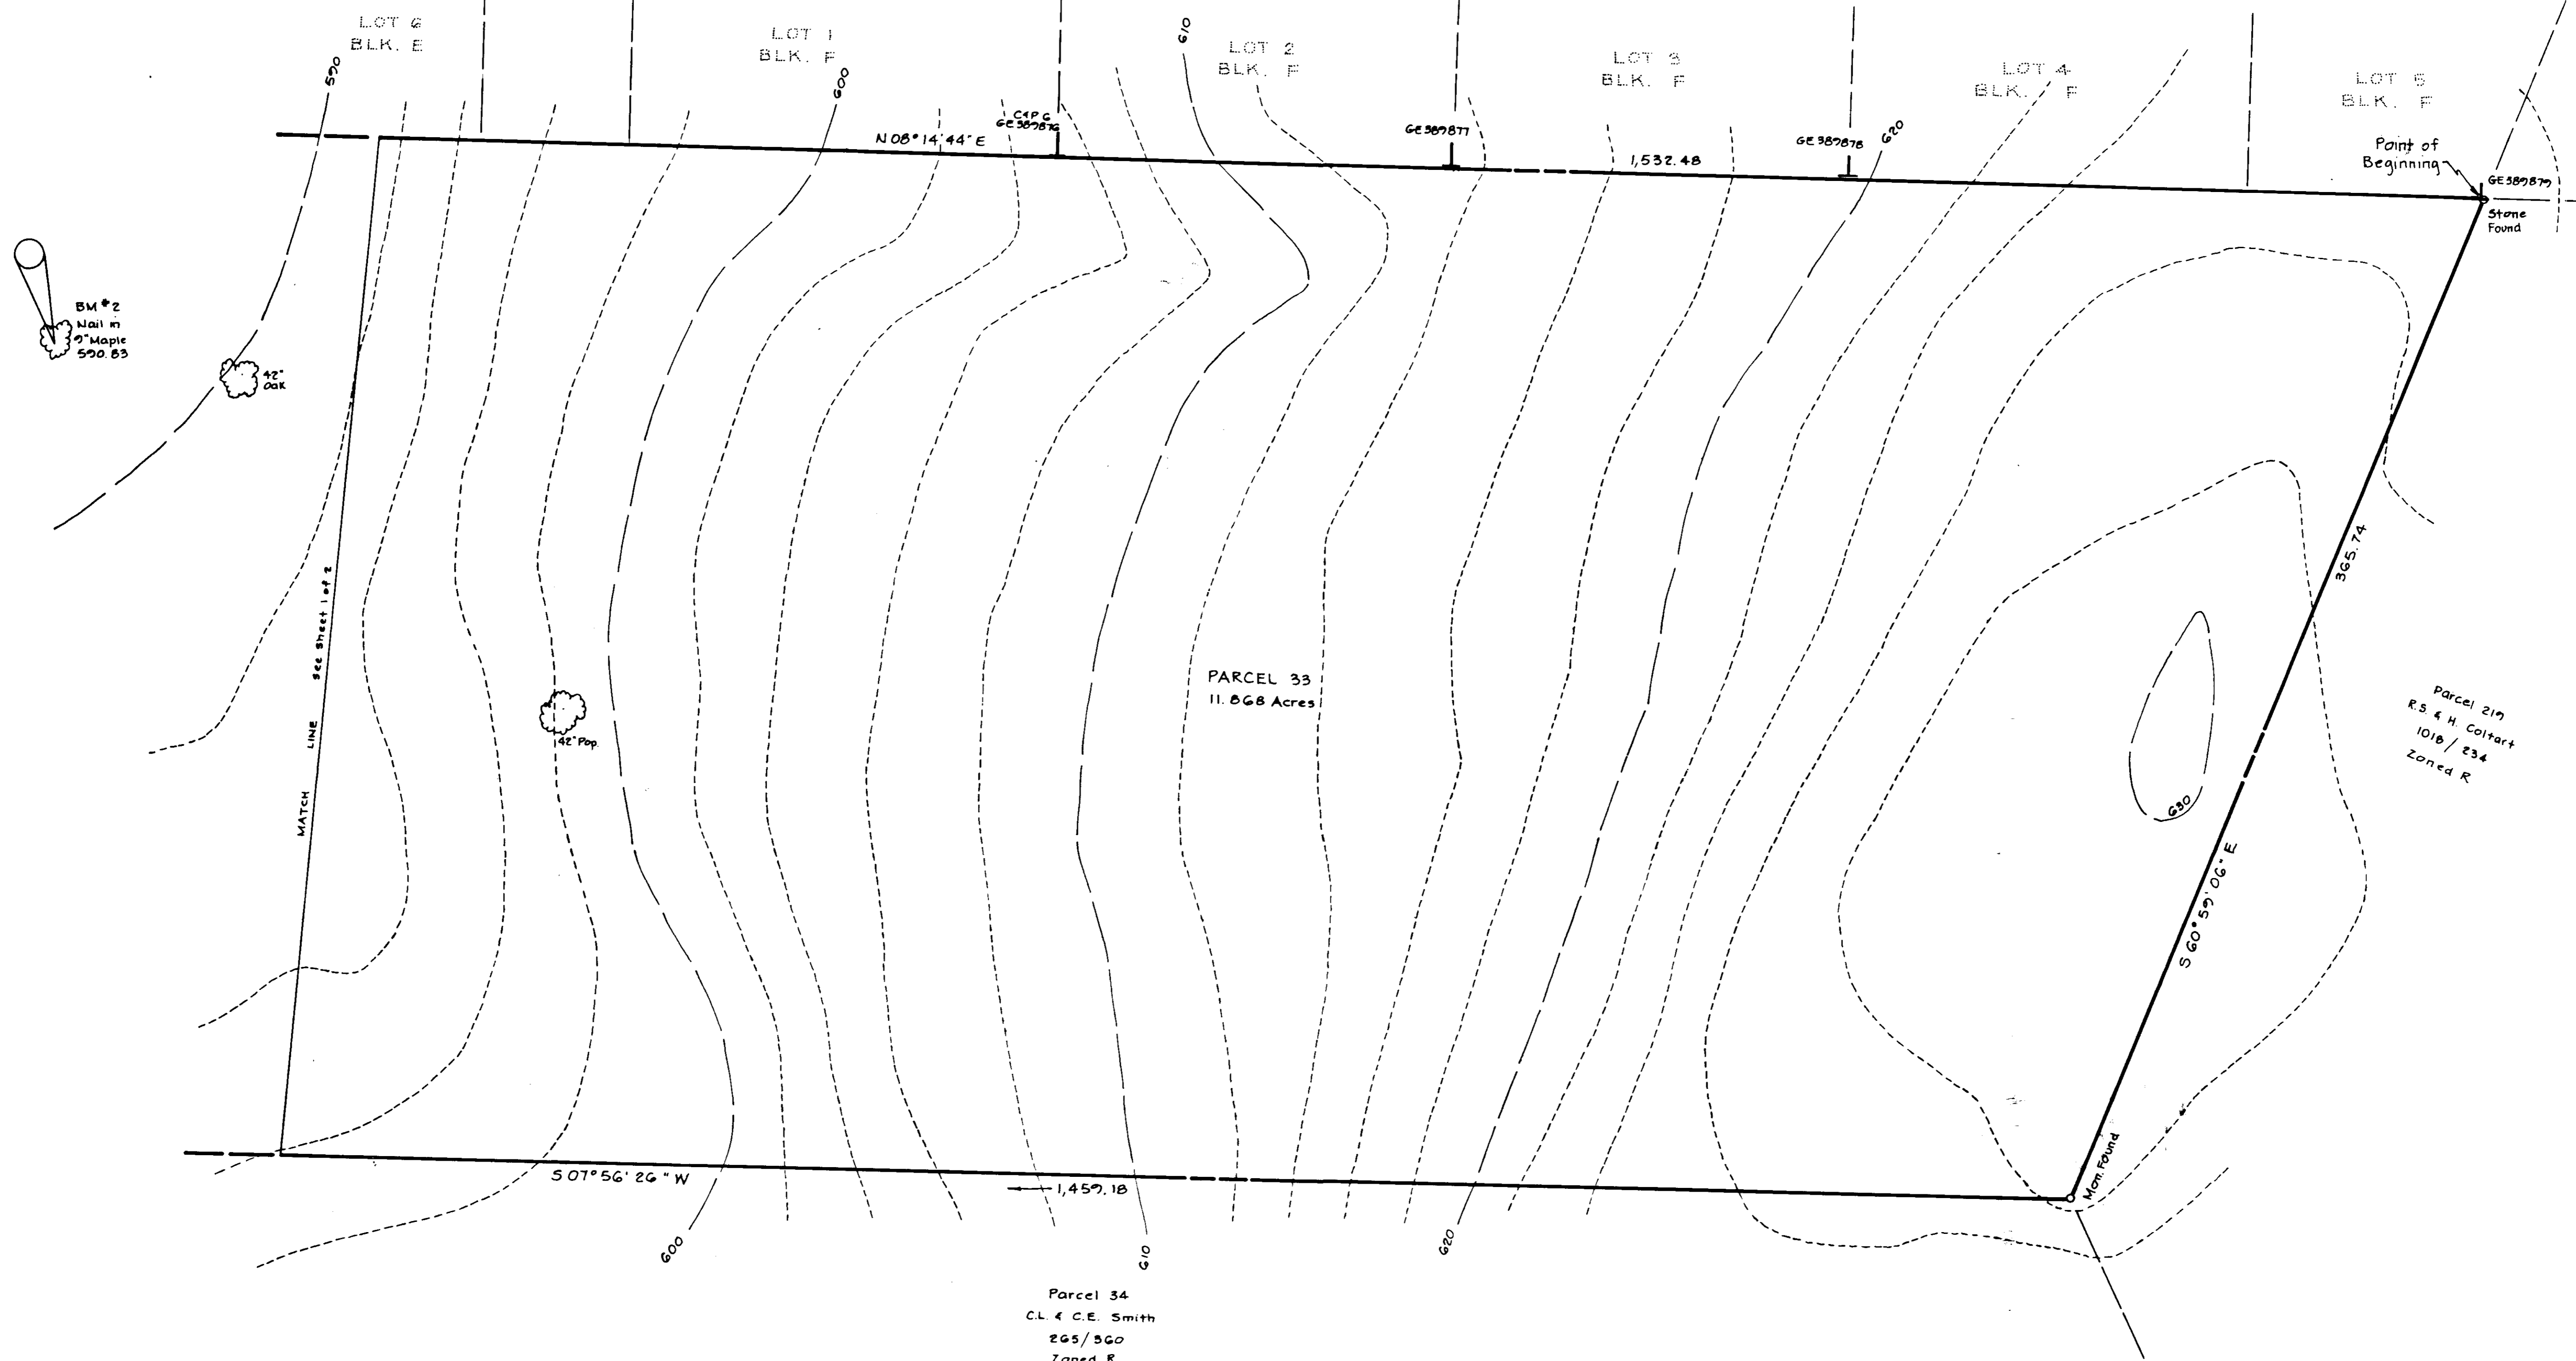 LOT 6
BLK. E
LOT 1
BLK. F
LOT 2
BLK. F
LOT 3
BLK. F
LOT 4
BLK. F
LOT 5
BLK. F
590
600
610
620
N 08° 14' 44" E
C&P G
GE 389876
GE 389877
1,532.48
GE 389878
Point of
Beginning
GE 389879
Stone
Found
BM #2
Nail in
9" Maple
590.83
42"
Oak
MATCH LINE See sheet 1 of 2
42" Pop.
PARCEL 33
11.868 Acres
365.74
S 60° 59' 06" E
630
Parcel 219
R.S. & H. Coltart
1018 / 234
Zoned R
Mon. Found
S 07° 56' 26" W
1,459.18
600
610
620
Parcel 34
C.L. & C.E. Smith
265/360
Zoned R